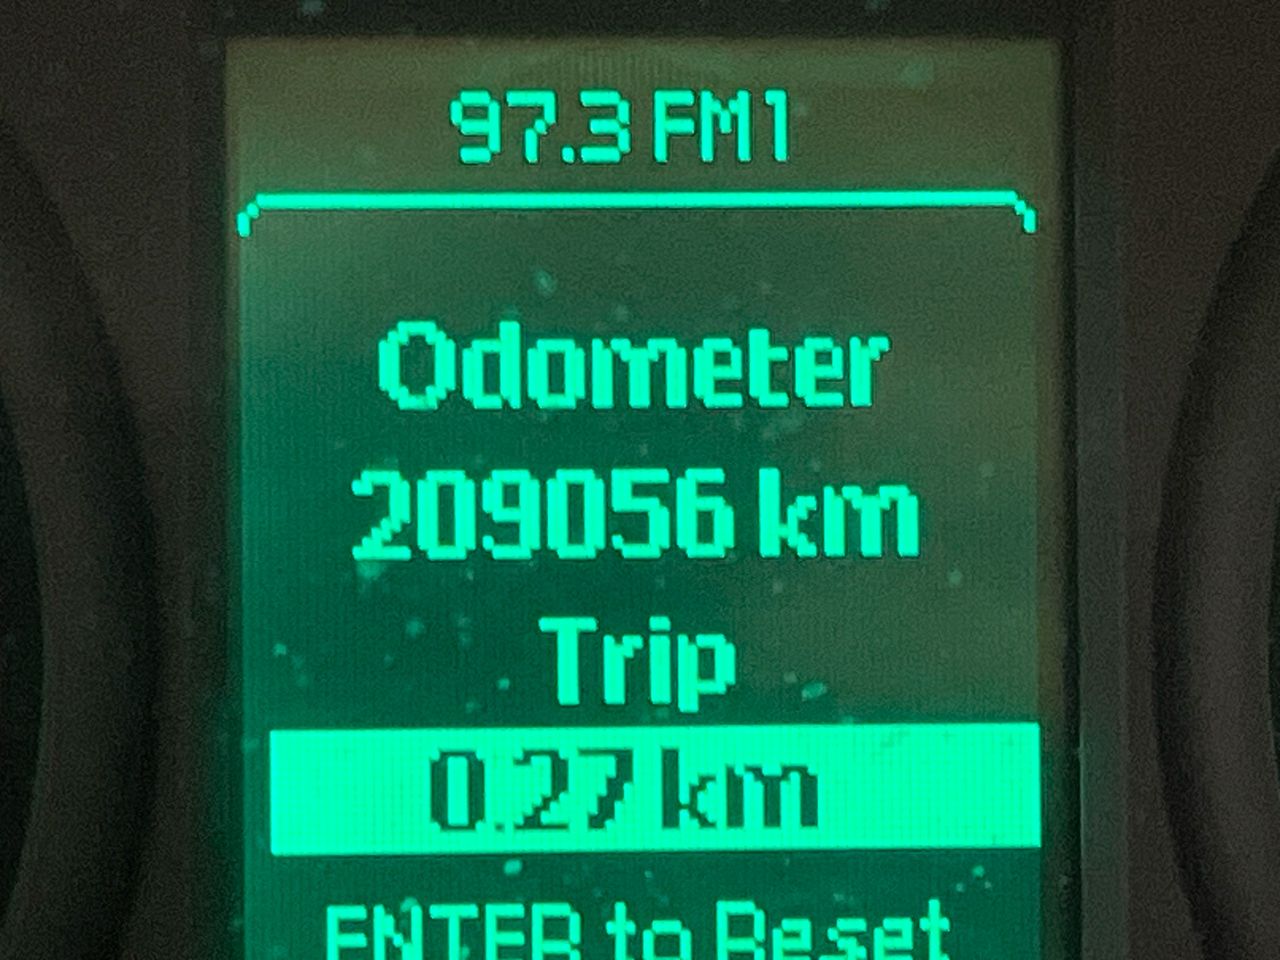 97.3 FM1
Odometer
209056 km
Trip
0.27 km
ENTER to Reset